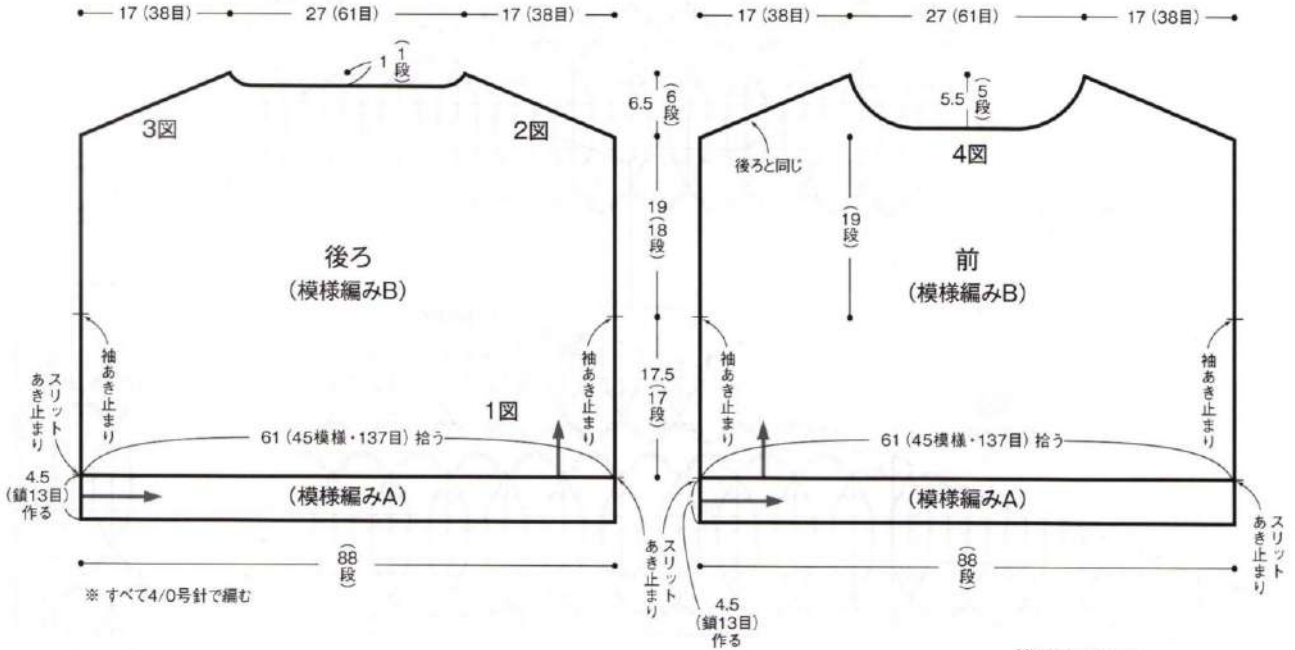 17 (38目)
27 (61目)
17 (38目)
17 (38目)
27 (61目)
17 (38目)
1(1段)
6.5(6段)
5.5(5段)
3図
2図
後ろと同じ
4図
19(18段)
(19段)
後ろ
(模様編みB)
前
(模様編みB)
袖あき止まり
袖あき止まり
袖あき止まり
袖あき止まり
スリット
あき止まり
17.5(17段)
1図
61 (45模様・137目) 拾う
61 (45模様・137目) 拾う
4.5
(鎖13目)
作る
(模様編みA)
(模様編みA)
スリット
あき止まり
スリット
あき止まり
(88段)
(88段)
※ すべて4/0号針で編む
4.5
(鎖13目)
作る